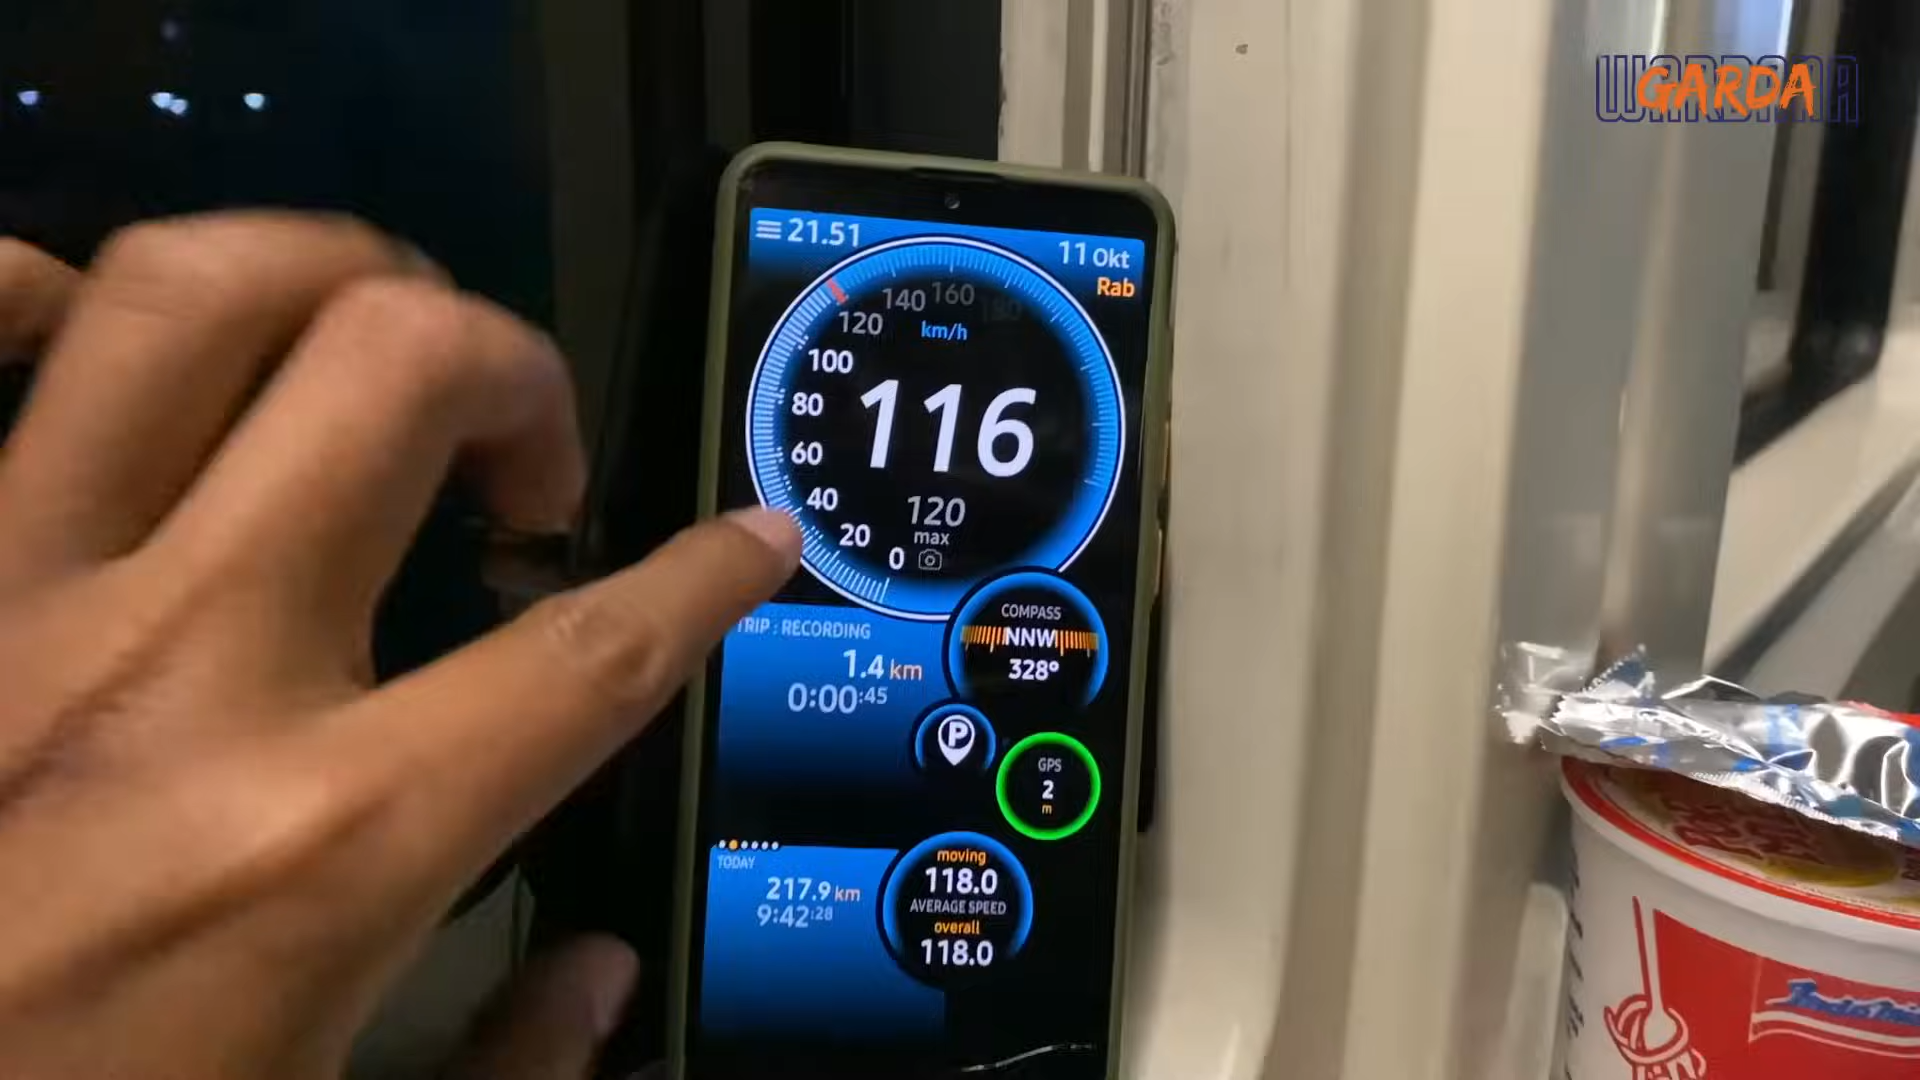 WARDANA
GARDA
21.51
11 Okt
Rab
140 160 180
120
km/h
100
116
80
60
40
120
20
max
0
COMPASS
NNW
328°
TRIP : RECORDING
1.4 km
0:00:45
P
GPS
2
m
TODAY
217.9 km
9:42:28
moving
118.0
AVERAGE SPEED
overall
118.0